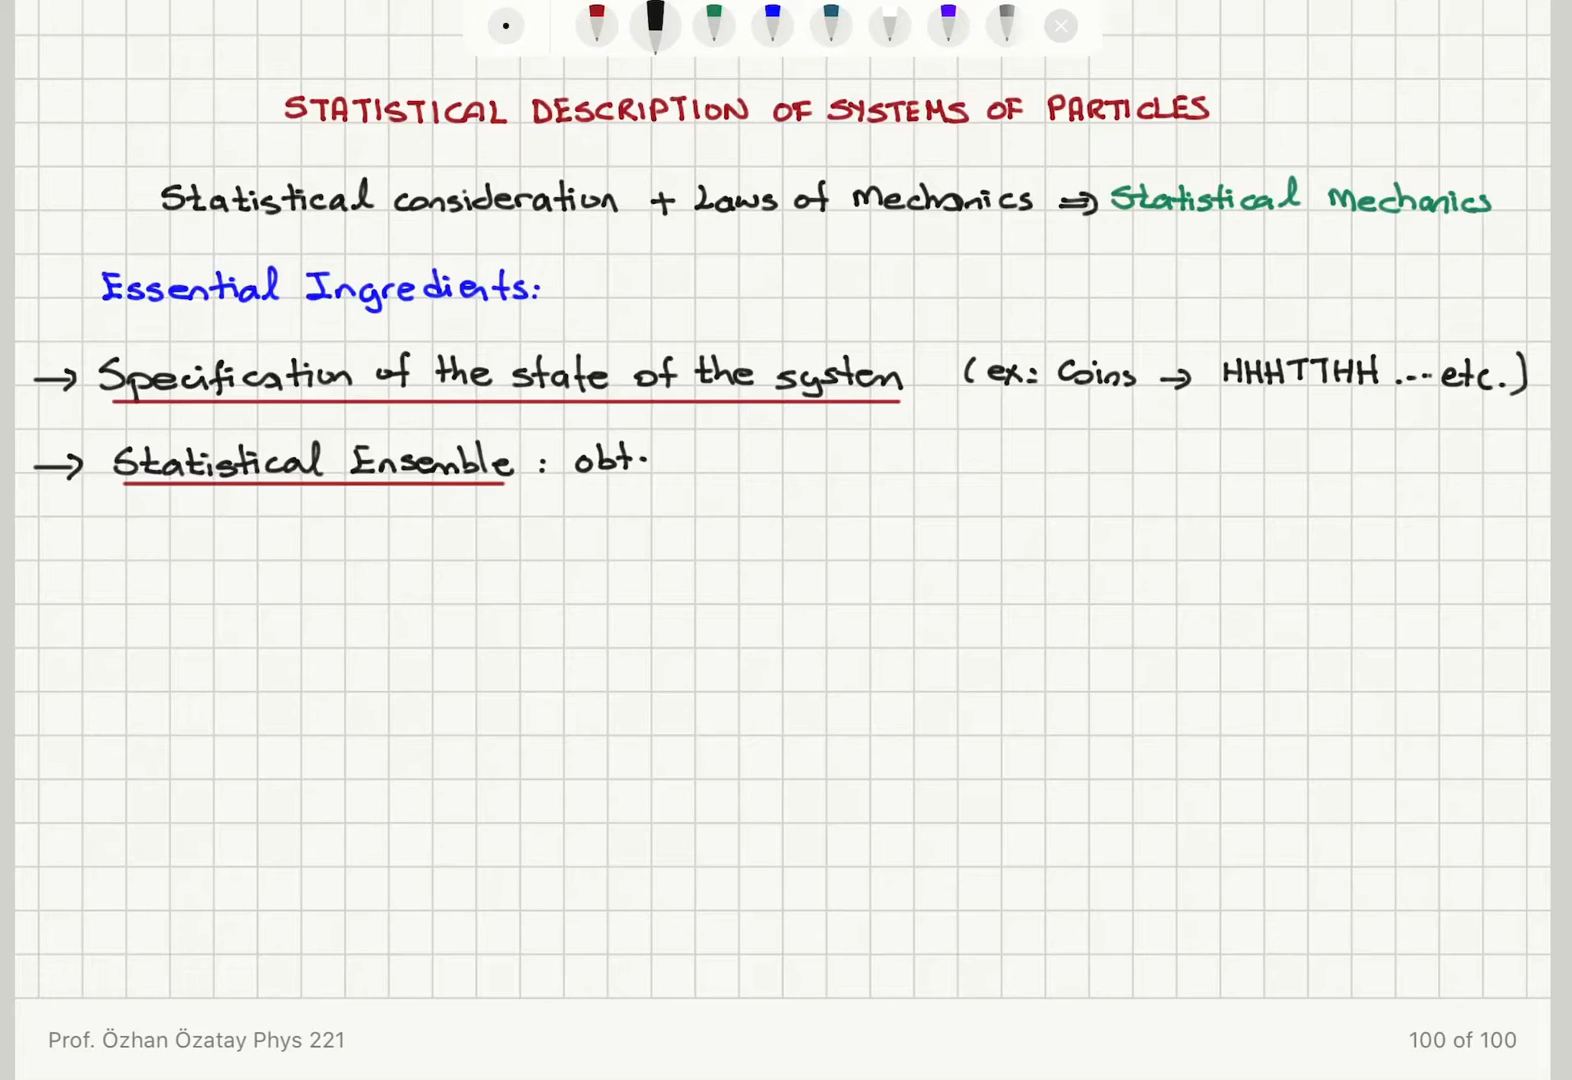 STATISTICAL DESCRIPTION OF SYSTEMS OF PARTICLES
Statistical consideration + Laws of Mechanics ⇒ Statistical Mechanics
Essential Ingredients:
→ Specification of the state of the system (ex: Coins → HHHTTHH ... etc.)
→ Statistical Ensemble : obt.
Prof. Özhan Özatay Phys 221
100 of 100